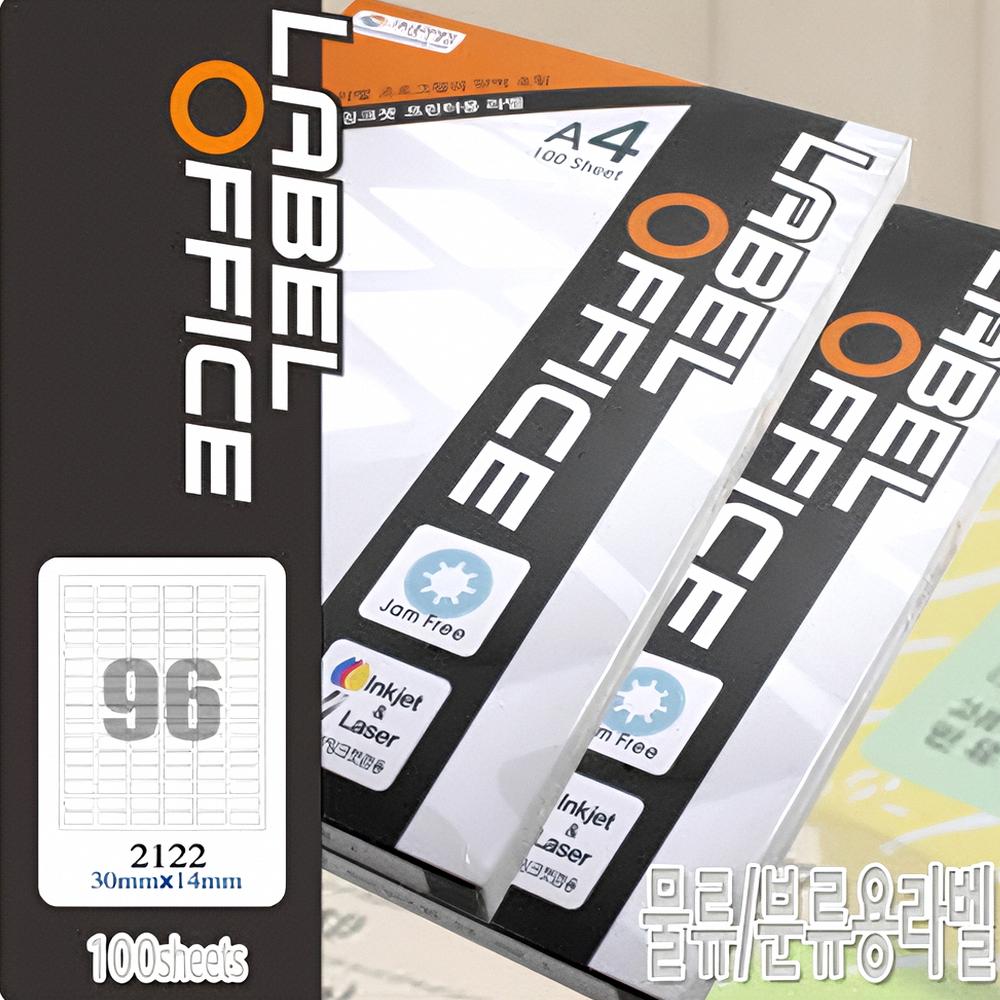 LABEL
OFFICE
96
2122
30mmx14mm
100sheets
A4
100 Sheet
LABEL
OFFICE
Jam Free
Inkjet
&
Laser
LABEL
OFFICE
m Free
Inkjet
&
Laser
물류/분류용라벨